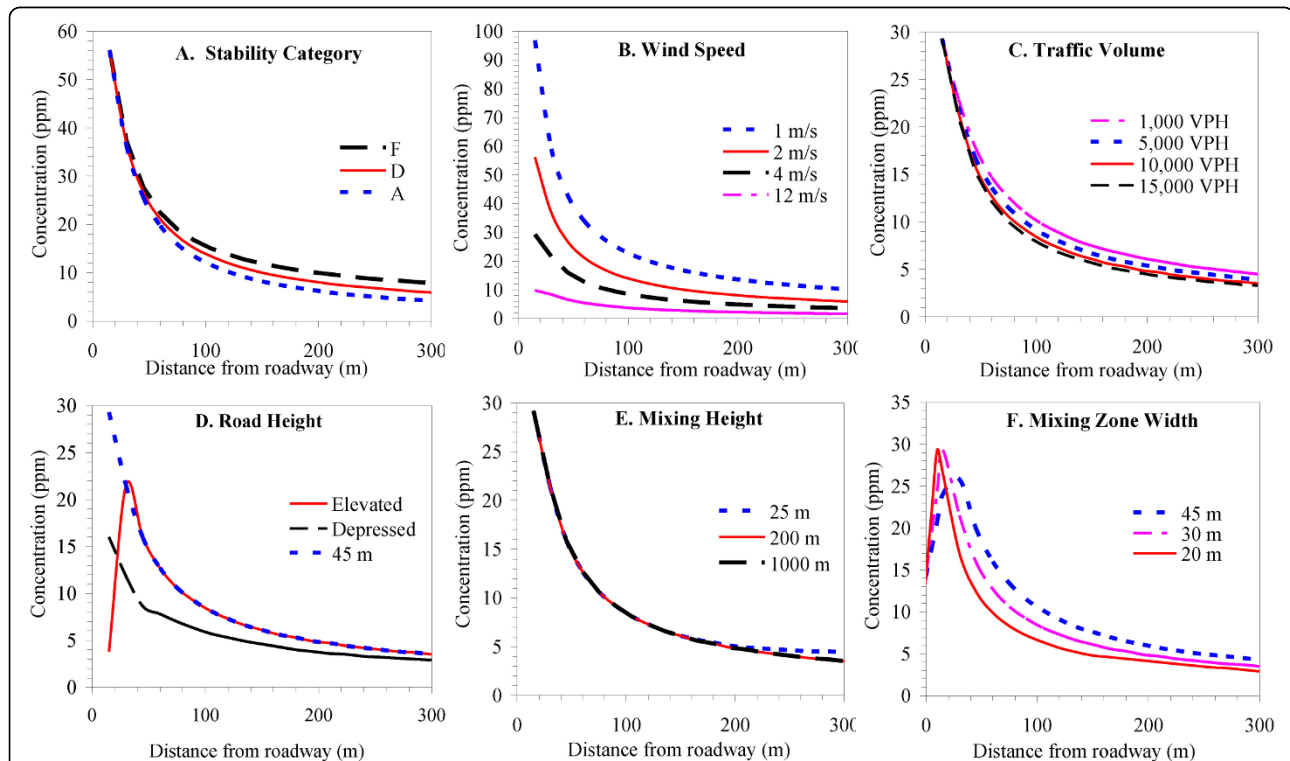 A. Stability Category
Concentration (ppm)
60
50
40
30
20
10
0
F
D
A
0
100
200
300
Distance from roadway (m)
B. Wind Speed
Concentration (ppm)
100
90
80
70
60
50
40
30
20
10
0
1 m/s
2 m/s
4 m/s
12 m/s
0
100
200
300
Distance from roadway (m)
C. Traffic Volume
Concentration (ppm)
30
25
20
15
10
5
0
1,000 VPH
5,000 VPH
10,000 VPH
15,000 VPH
0
100
200
300
Distance from roadway (m)
D. Road Height
Concentration (ppm)
30
25
20
15
10
5
0
Elevated
Depressed
45 m
0
100
200
300
Distance from roadway (m)
E. Mixing Height
Concentration (ppm)
30
25
20
15
10
5
0
25 m
200 m
1000 m
0
100
200
300
Distance from roadway (m)
F. Mixing Zone Width
Concentration (ppm)
35
30
25
20
15
10
5
0
45 m
30 m
20 m
0
100
200
300
Distance from roadway (m)